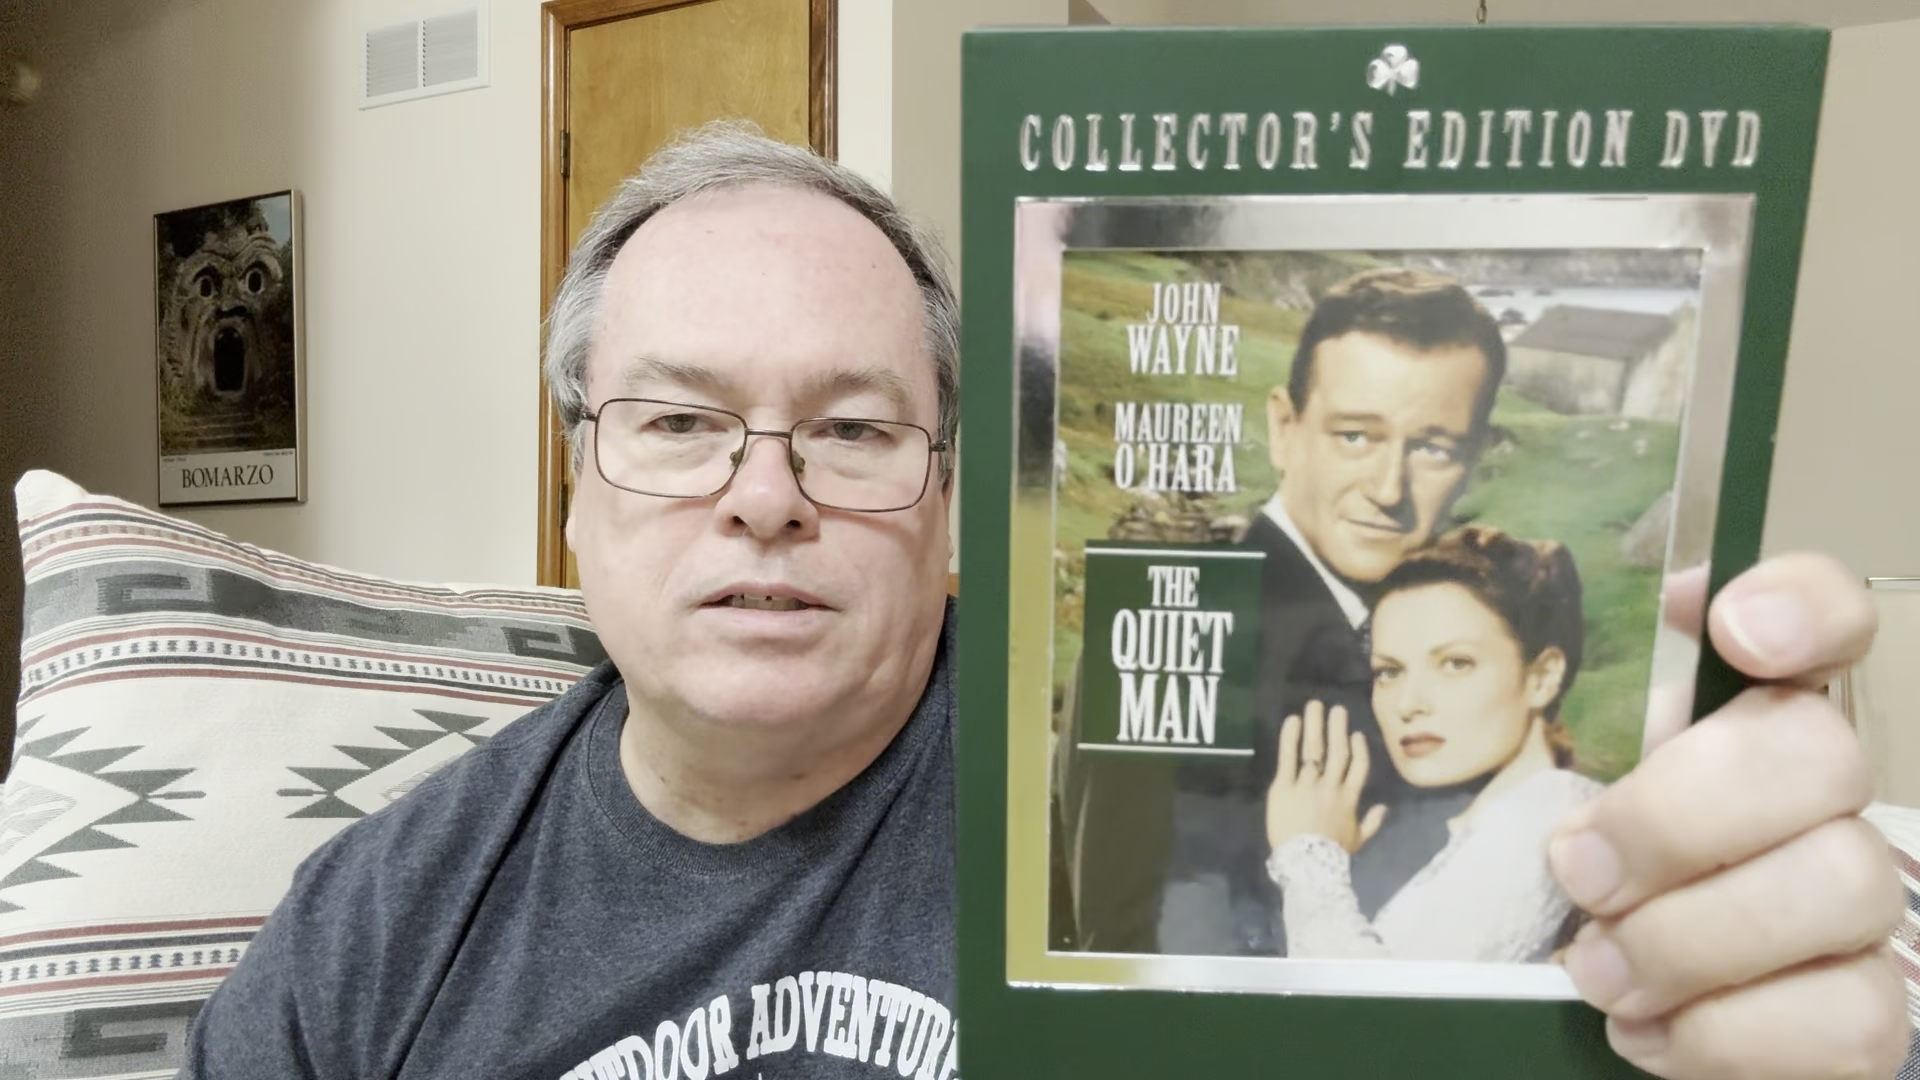 BOMARZO
COLLECTOR'S EDITION DVD
JOHN
WAYNE
MAUREEN
O'HARA
THE
QUIET
MAN
OUTDOOR ADVENTURE